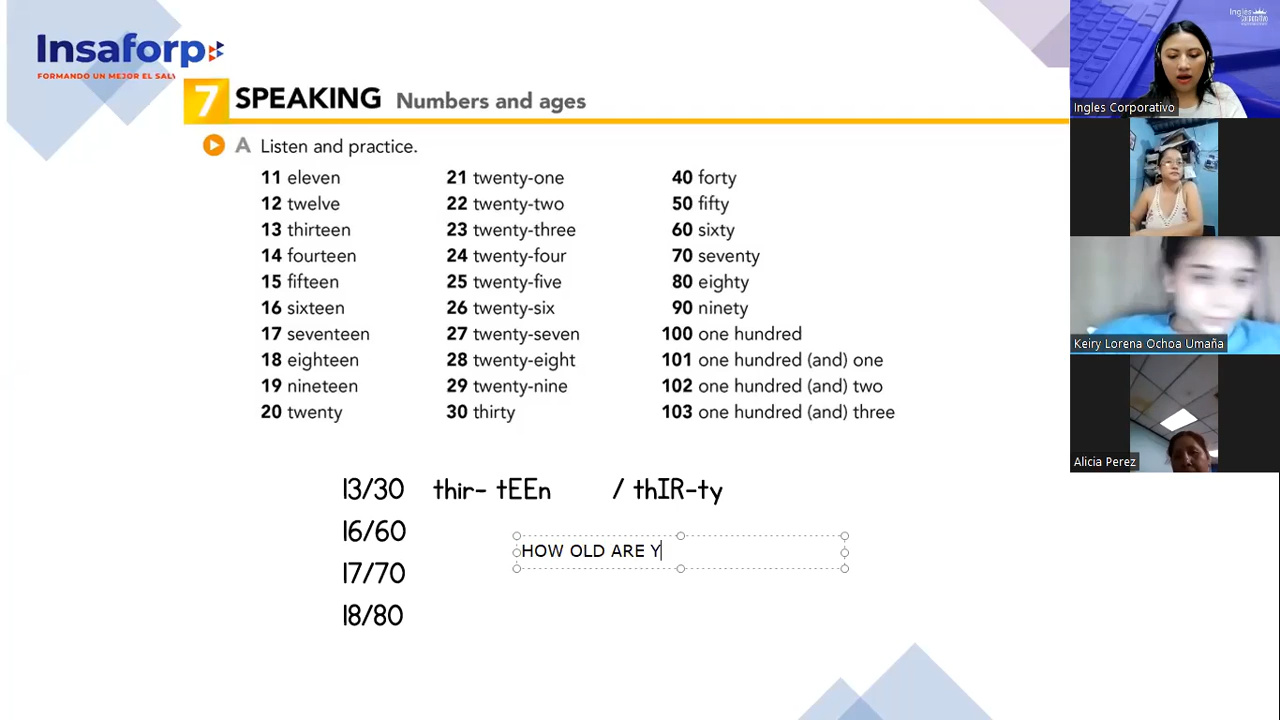 Insaforp
FORMANDO UN MEJOR EL SALV
7 SPEAKING Numbers and ages
A Listen and practice.
11 eleven
12 twelve
13 thirteen
14 fourteen
15 fifteen
16 sixteen
17 seventeen
18 eighteen
19 nineteen
20 twenty
21 twenty-one
22 twenty-two
23 twenty-three
24 twenty-four
25 twenty-five
26 twenty-six
27 twenty-seven
28 twenty-eight
29 twenty-nine
30 thirty
40 forty
50 fifty
60 sixty
70 seventy
80 eighty
90 ninety
100 one hundred
101 one hundred (and) one
102 one hundred (and) two
103 one hundred (and) three
13/30 thir- tEEn / thIR-ty
16/60
17/70
18/80
HOW OLD ARE Y
Ingles Corporativo
Keiry Lorena Ochoa Umaña
Alicia Perez